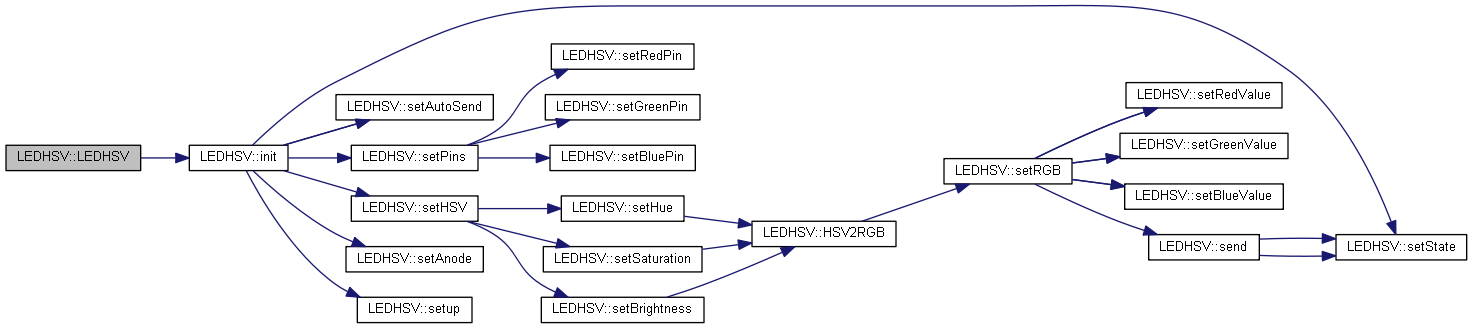 LEDHSV::LEDHSV
LEDHSV::init
LEDHSV::setAutoSend
LEDHSV::setPins
LEDHSV::setHSV
LEDHSV::setAnode
LEDHSV::setup
LEDHSV::setRedPin
LEDHSV::setGreenPin
LEDHSV::setBluePin
LEDHSV::setHue
LEDHSV::setSaturation
LEDHSV::setBrightness
LEDHSV::HSV2RGB
LEDHSV::setRGB
LEDHSV::setRedValue
LEDHSV::setGreenValue
LEDHSV::setBlueValue
LEDHSV::send
LEDHSV::setState